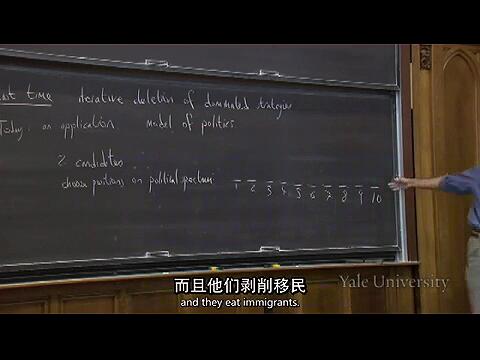 last time iterative deletion of dominated strategies
Today: an application model of politics
2 candidates
choose positions on political spectrum
1 2 3 4 5 6 7 8 9 10
Yale University
而且他们剥削移民
and they eat immigrants.